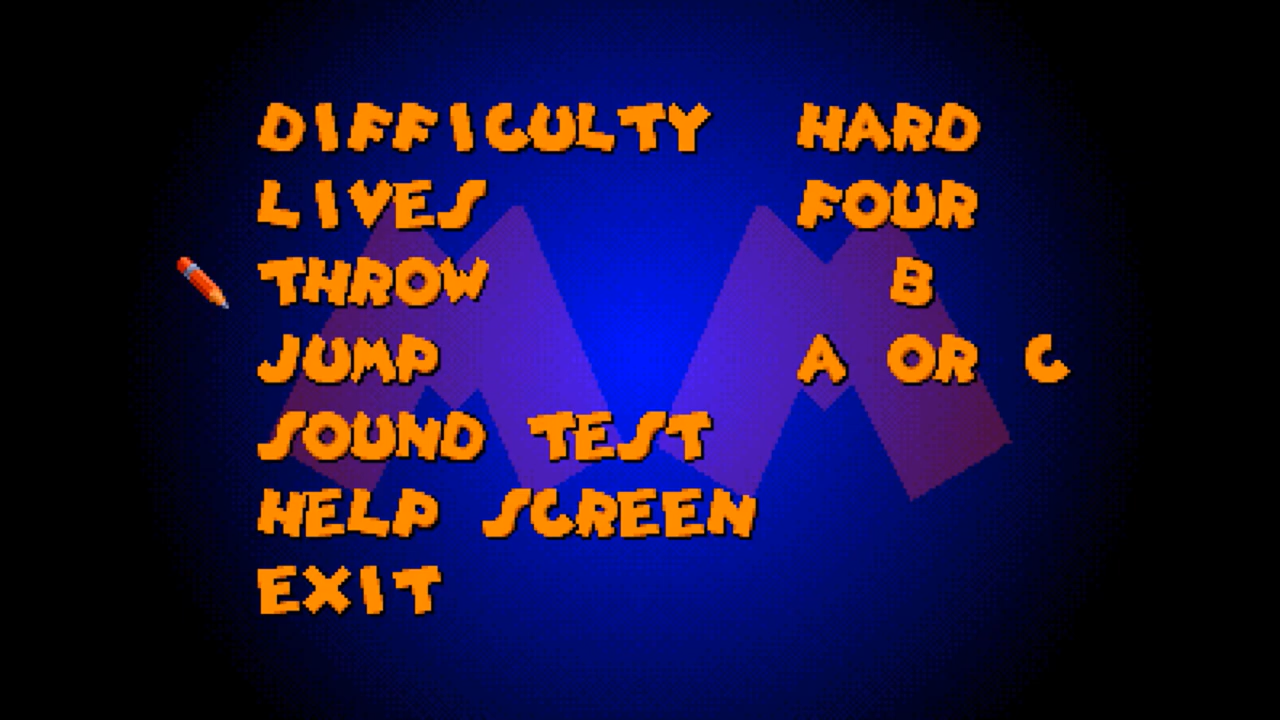 DIFFICULTY HARD
LIVES FOUR
THROW B
JUMP A OR C
SOUND TEST
HELP SCREEN
EXIT